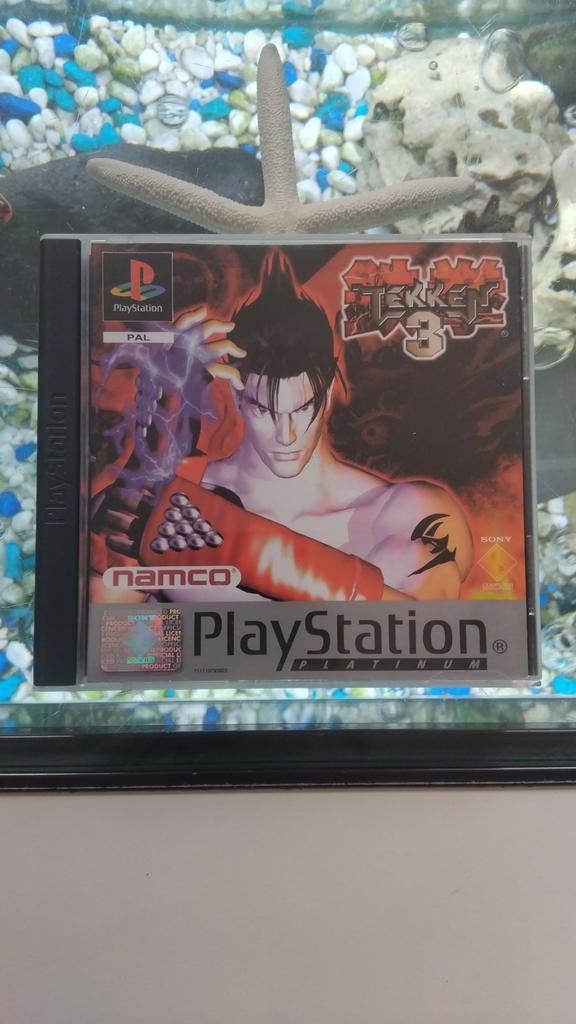 PlayStation
PlayStation
PAL
TEKKEN
3
SONY
namco®
PlayStation®
PLATINUM